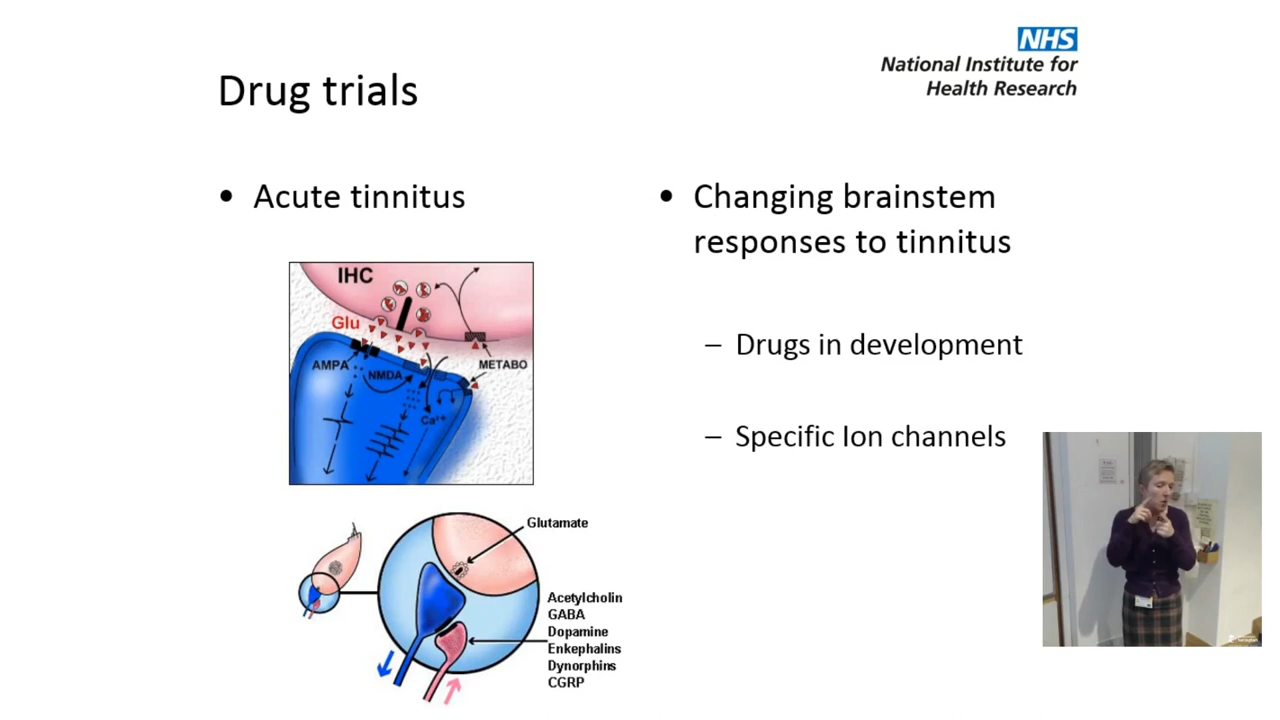 NHS
National Institute for
Health Research
Drug trials
• Acute tinnitus
IHC
Glu
AMPA
NMDA
METABO
Ca++
Glutamate
Acetylcholin
GABA
Dopamine
Enkephalins
Dynorphins
CGRP
• Changing brainstem
responses to tinnitus
– Drugs in development
– Specific Ion channels